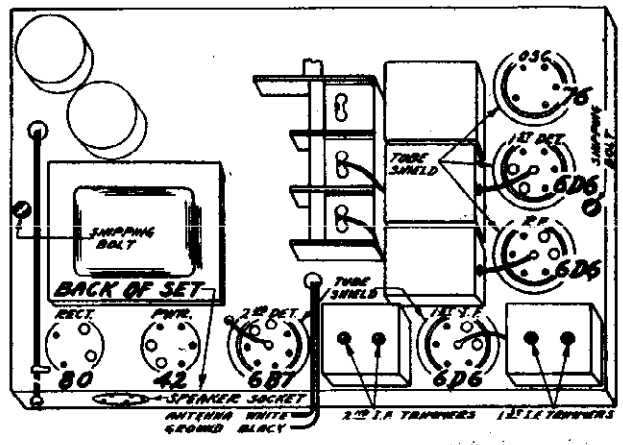 OSC.
76
1ST DET.
SHIPPING
BOLT
TUBE
SHIELD
6D6
R.F.
6D6
SHIPPING
BOLT
BACK OF SET
TUBE
SHIELD
RECT.
PWR.
2ND DET.
1ST I.F.
80
42
6B7
6D6
SPEAKER SOCKET
ANTENNA WHITE
GROUND BLACK
2ND I.F. TRIMMERS
1ST I.F. TRIMMERS